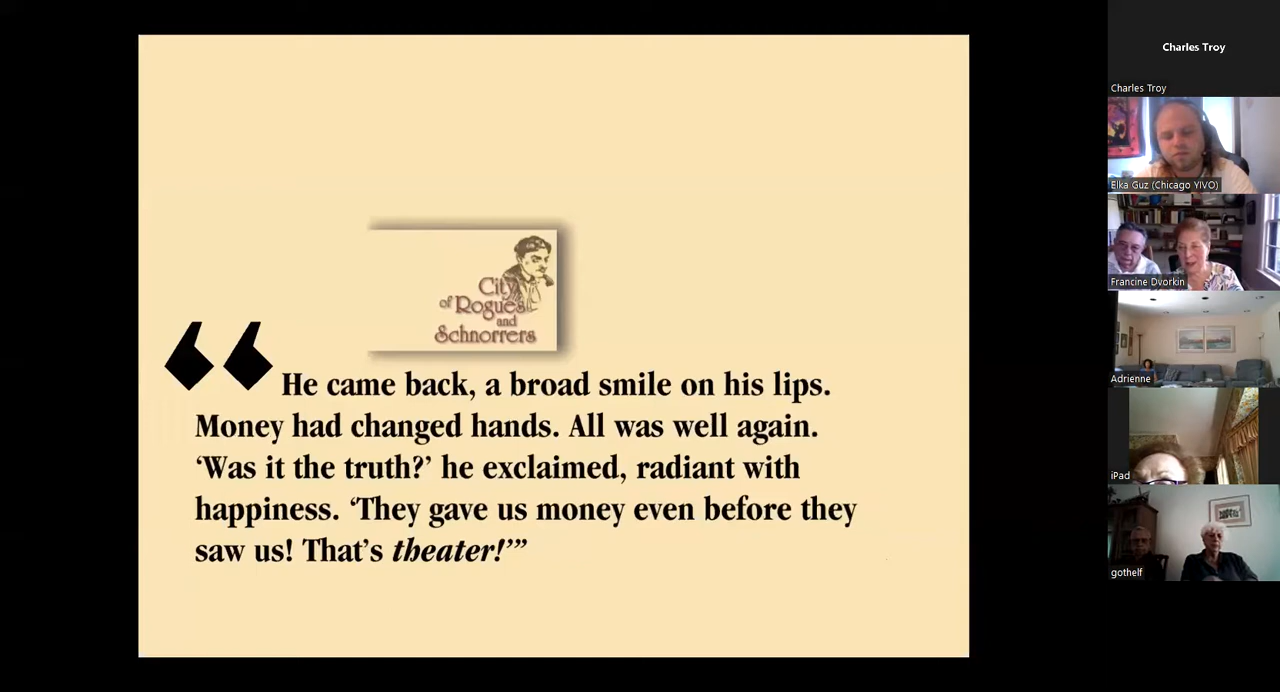 City
of Rogues
and
Schnorrers
“He came back, a broad smile on his lips.
Money had changed hands. All was well again.
‘Was it the truth?’ he exclaimed, radiant with
happiness. ‘They gave us money even before they
saw us! That’s theater!’”
Charles Troy
Charles Troy
Elka Guz (Chicago YIVO)
Francine Dvorkin
Adrienne
iPad
gothelf